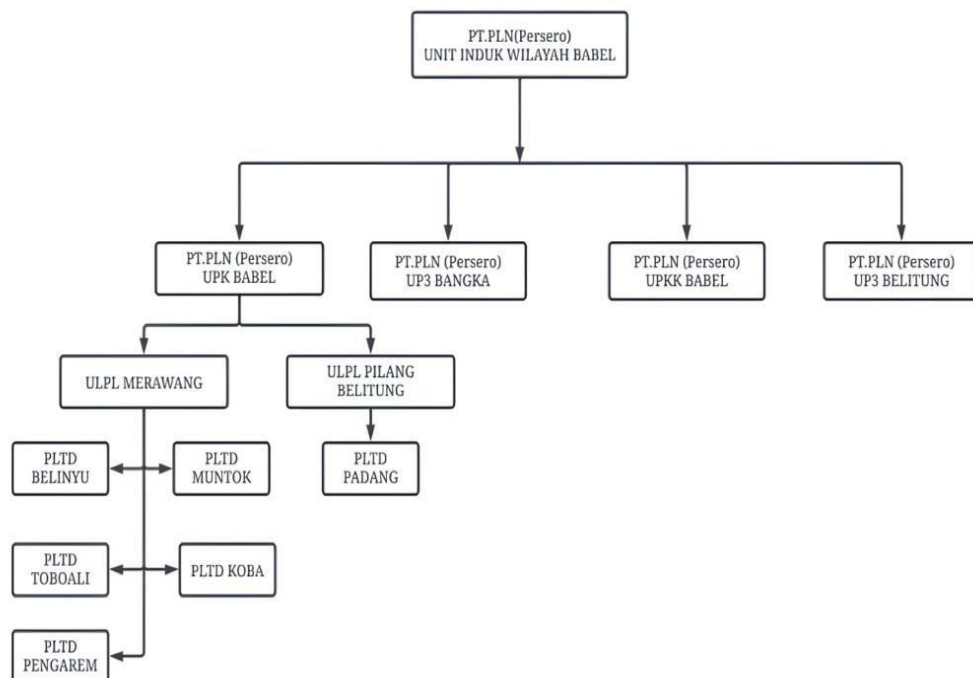 PT.PLN(Persero)
UNIT INDUK WILAYAH BABEL
PT.PLN (Persero)
UPK BABEL
PT.PLN (Persero)
UP3 BANGKA
PT.PLN (Persero)
UPKK BABEL
PT.PLN (Persero)
UP3 BELITUNG
ULPL MERAWANG
ULPL PILANG
BELITUNG
PLTD
BELINYU
PLTD
MUNTOK
PLTD
PADANG
PLTD
TOBOALI
PLTD KOBA
PLTD
PENGAREM